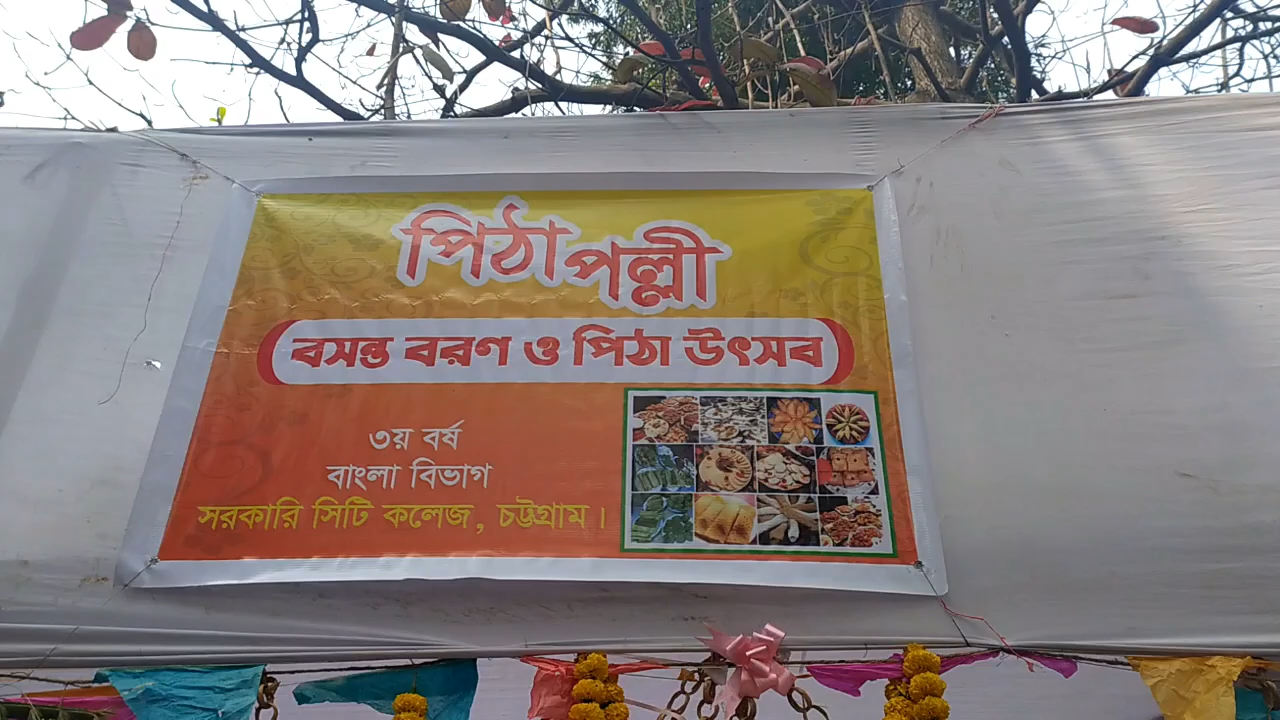 পিঠা পল্লী
বসন্ত বরণ ও পিঠা উৎসব
৩য় বর্ষ
বাংলা বিভাগ
সরকারি সিটি কলেজ, চট্টগ্রাম।